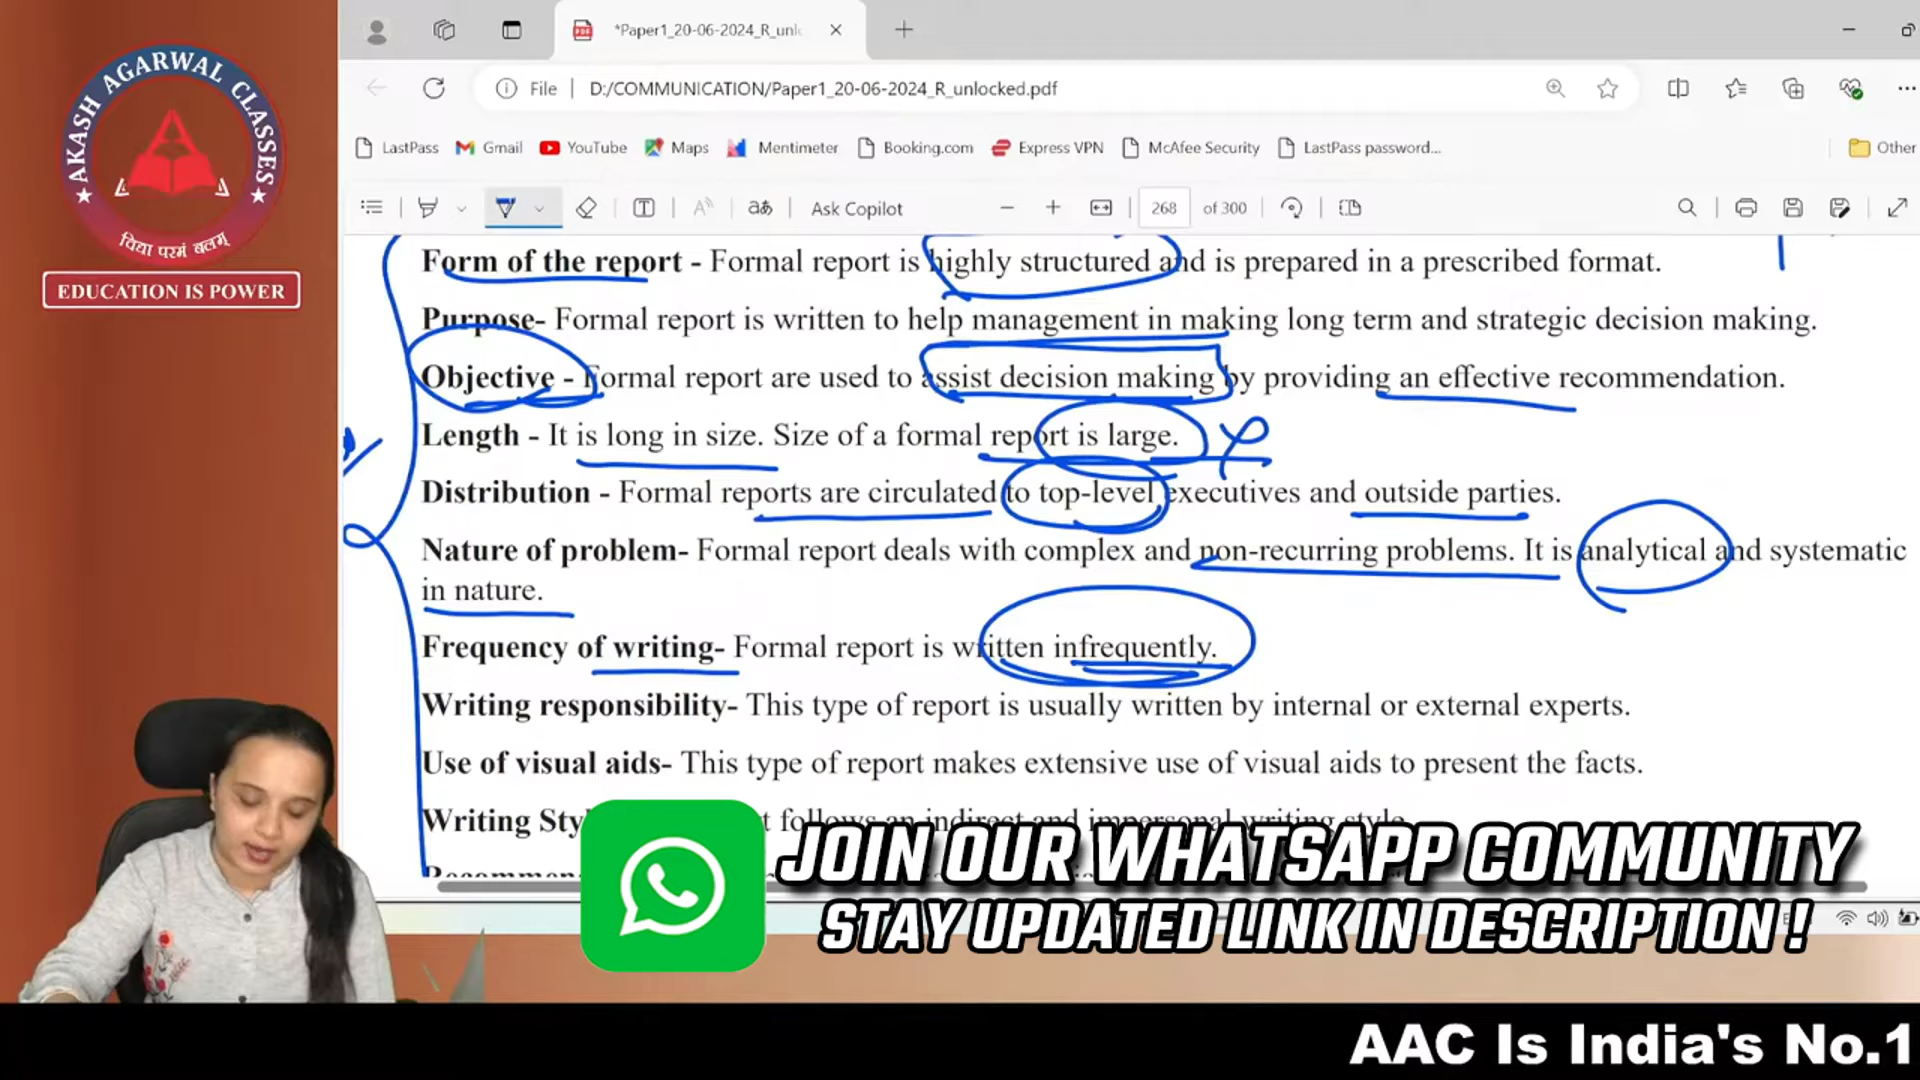 AKASH AGARWAL CLASSES
विद्या परमं बलम्
EDUCATION IS POWER
*Paper1_20-06-2024_R_unl
File
D:/COMMUNICATION/Paper1_20-06-2024_R_unlocked.pdf
LastPass Gmail YouTube Maps Mentimeter Booking.com Express VPN McAfee Security LastPass password... Other
Ask Copilot 268 of 300
Form of the report - Formal report is highly structured and is prepared in a prescribed format.
Purpose- Formal report is written to help management in making long term and strategic decision making.
Objective - Formal report are used to assist decision making by providing an effective recommendation.
Length - It is long in size. Size of a formal report is large.
Distribution - Formal reports are circulated to top-level executives and outside parties.
Nature of problem- Formal report deals with complex and non-recurring problems. It is analytical and systematic
in nature.
Frequency of writing- Formal report is written infrequently.
Writing responsibility- This type of report is usually written by internal or external experts.
Use of visual aids- This type of report makes extensive use of visual aids to present the facts.
Writing Sty t follows an indirect and impersonal writing style
JOIN OUR WHATSAPP COMMUNITY
STAY UPDATED LINK IN DESCRIPTION !
AAC Is India's No.1